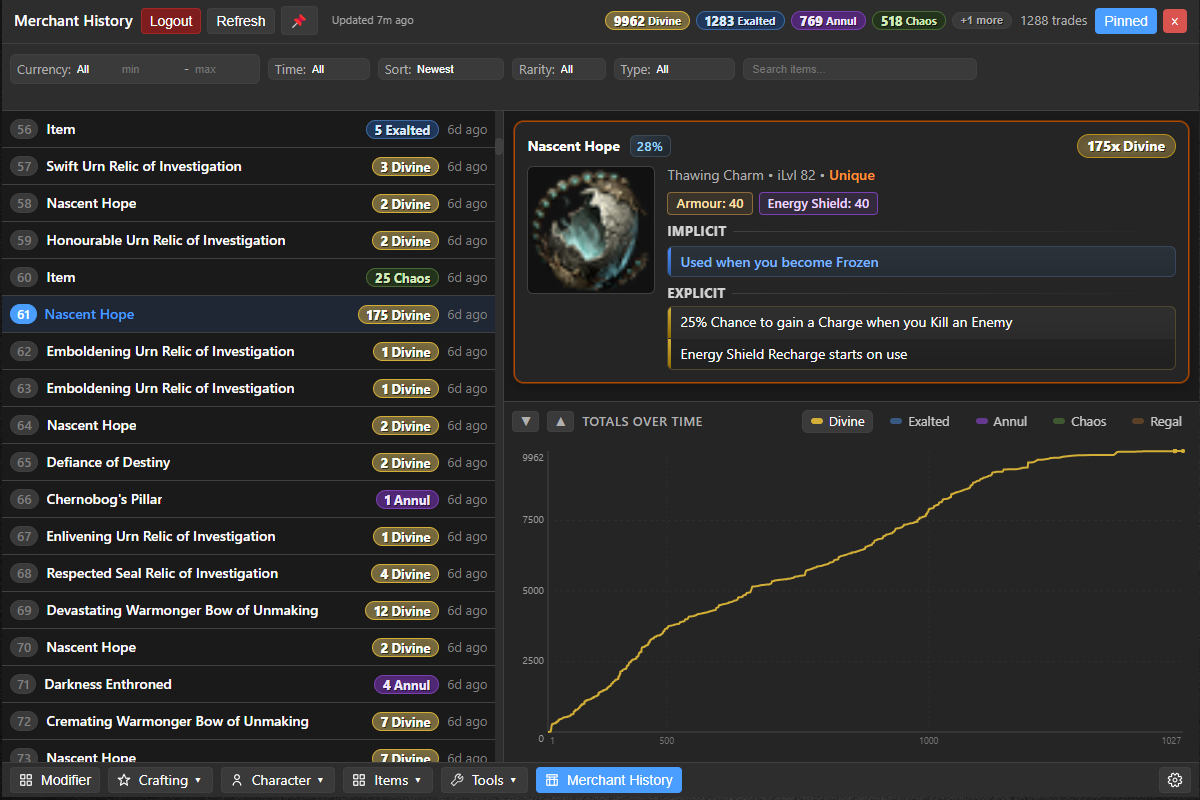 Merchant History Logout Refresh Updated 7m ago 9962 Divine 1283 Exalted 769 Annul 518 Chaos +1 more 1288 trades Pinned x
Currency: All min - max Time: All Sort: Newest Rarity: All Type: All Search items...
56 Item 5 Exalted 6d ago
57 Swift Urn Relic of Investigation 3 Divine 6d ago
58 Nascent Hope 2 Divine 6d ago
59 Honourable Urn Relic of Investigation 2 Divine 6d ago
60 Item 25 Chaos 6d ago
61 Nascent Hope 175 Divine 6d ago
62 Emboldening Urn Relic of Investigation 1 Divine 6d ago
63 Emboldening Urn Relic of Investigation 1 Divine 6d ago
64 Nascent Hope 2 Divine 6d ago
65 Defiance of Destiny 2 Divine 6d ago
66 Chernobog's Pillar 1 Annul 6d ago
67 Enlivening Urn Relic of Investigation 1 Divine 6d ago
68 Respected Seal Relic of Investigation 4 Divine 6d ago
69 Devastating Warmonger Bow of Unmaking 12 Divine 6d ago
70 Nascent Hope 2 Divine 6d ago
71 Darkness Enthroned 4 Annul 6d ago
72 Cremating Warmonger Bow of Unmaking 7 Divine 6d ago
73 Nascent Hope 7 Divine 6d ago
Nascent Hope 28% 175x Divine
Thawing Charm • iLvl 82 • Unique
Armour: 40 Energy Shield: 40
IMPLICIT
Used when you become Frozen
EXPLICIT
25% Chance to gain a Charge when you Kill an Enemy
Energy Shield Recharge starts on use
▼ ▲ TOTALS OVER TIME Divine Exalted Annul Chaos Regal
9962
7500
5000
2500
0
1 500 1000 1027
Modifier Crafting ▾ Character ▾ Items ▾ Tools ▾ Merchant History